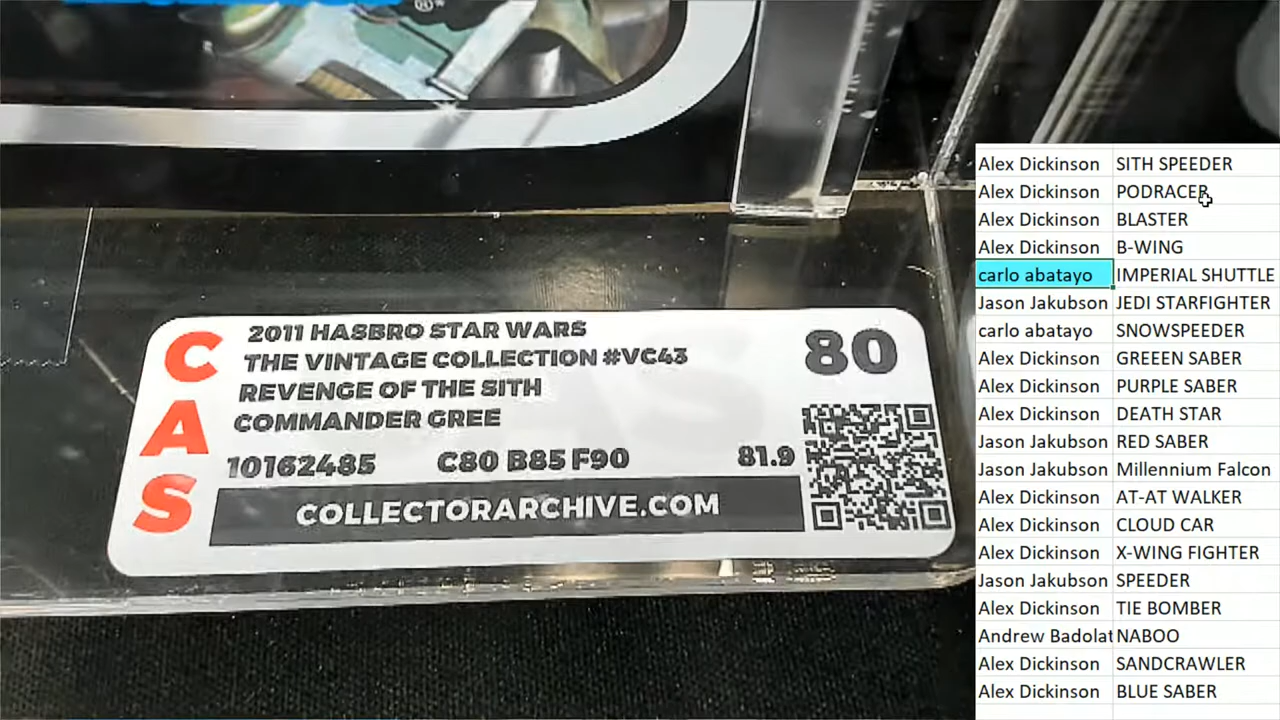 ®
CAS
2011 HASBRO STAR WARS
THE VINTAGE COLLECTION #VC43
REVENGE OF THE SITH
COMMANDER GREE
80
10162485 C80 B85 F90 81.9
COLLECTORARCHIVE.COM
Alex Dickinson SITH SPEEDER
Alex Dickinson PODRACER
Alex Dickinson BLASTER
Alex Dickinson B-WING
carlo abatayo IMPERIAL SHUTTLE
Jason Jakubson JEDI STARFIGHTER
carlo abatayo SNOWSPEEDER
Alex Dickinson GREEEN SABER
Alex Dickinson PURPLE SABER
Alex Dickinson DEATH STAR
Jason Jakubson RED SABER
Jason Jakubson Millennium Falcon
Alex Dickinson AT-AT WALKER
Alex Dickinson CLOUD CAR
Alex Dickinson X-WING FIGHTER
Jason Jakubson SPEEDER
Alex Dickinson TIE BOMBER
Andrew Badolat NABOO
Alex Dickinson SANDCRAWLER
Alex Dickinson BLUE SABER